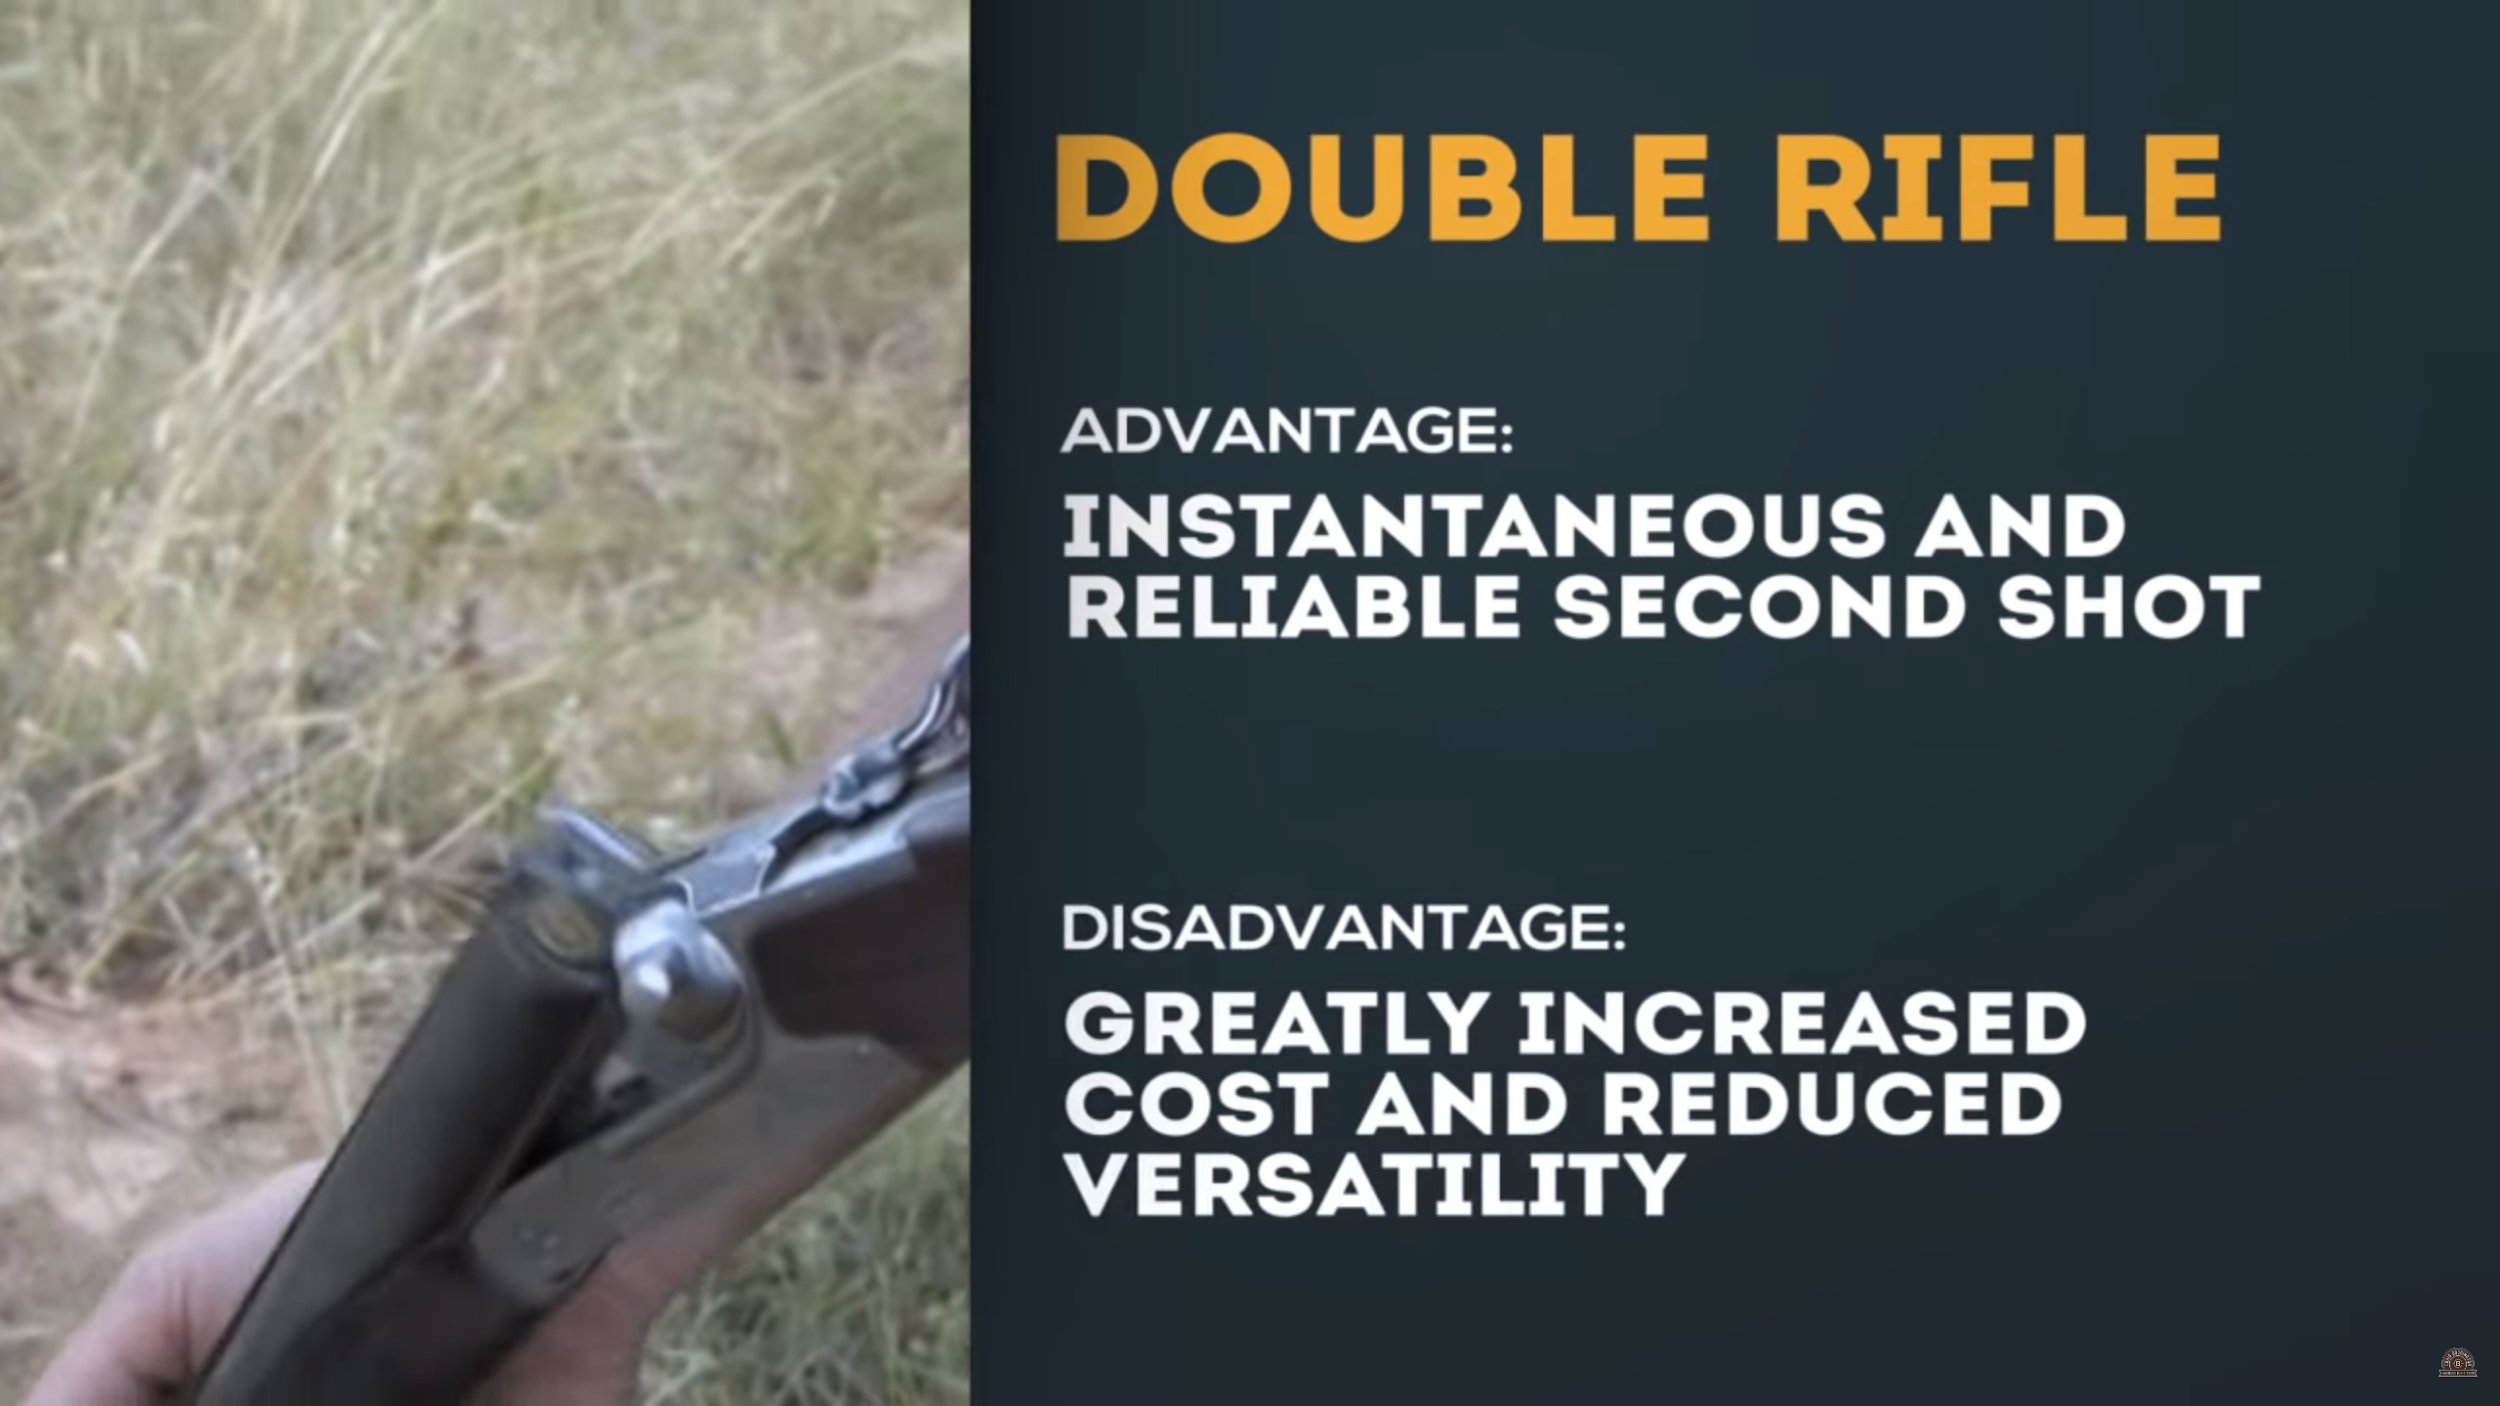 DOUBLE RIFLE
ADVANTAGE:
INSTANTANEOUS AND
RELIABLE SECOND SHOT
DISADVANTAGE:
GREATLY INCREASED
COST AND REDUCED
VERSATILITY